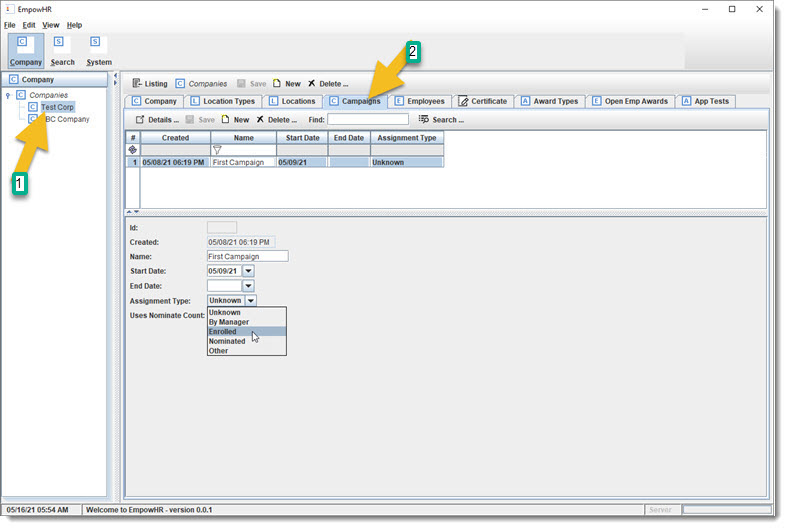 EmpowHR
File Edit View Help
C S S
Company Search System
2
C Company
Listing C Companies Save New Delete ...
C Companies
C Company L Location Types L Locations C Campaigns E Employees Certificate A Award Types E Open Emp Awards A App Tests
C Test Corp
C BC Company
Details ... Save New Delete ... Find: Search ...
# Created Name Start Date End Date Assignment Type
1 05/08/21 06:19 PM First Campaign 05/09/21 Unknown
1
Id:
Created: 05/08/21 06:19 PM
Name: First Campaign
Start Date: 05/09/21
End Date:
Assignment Type: Unknown
Uses Nominate Count:
Unknown
By Manager
Enrolled
Nominated
Other
05/16/21 05:54 AM Welcome to EmpowHR - version 0.0.1 Server